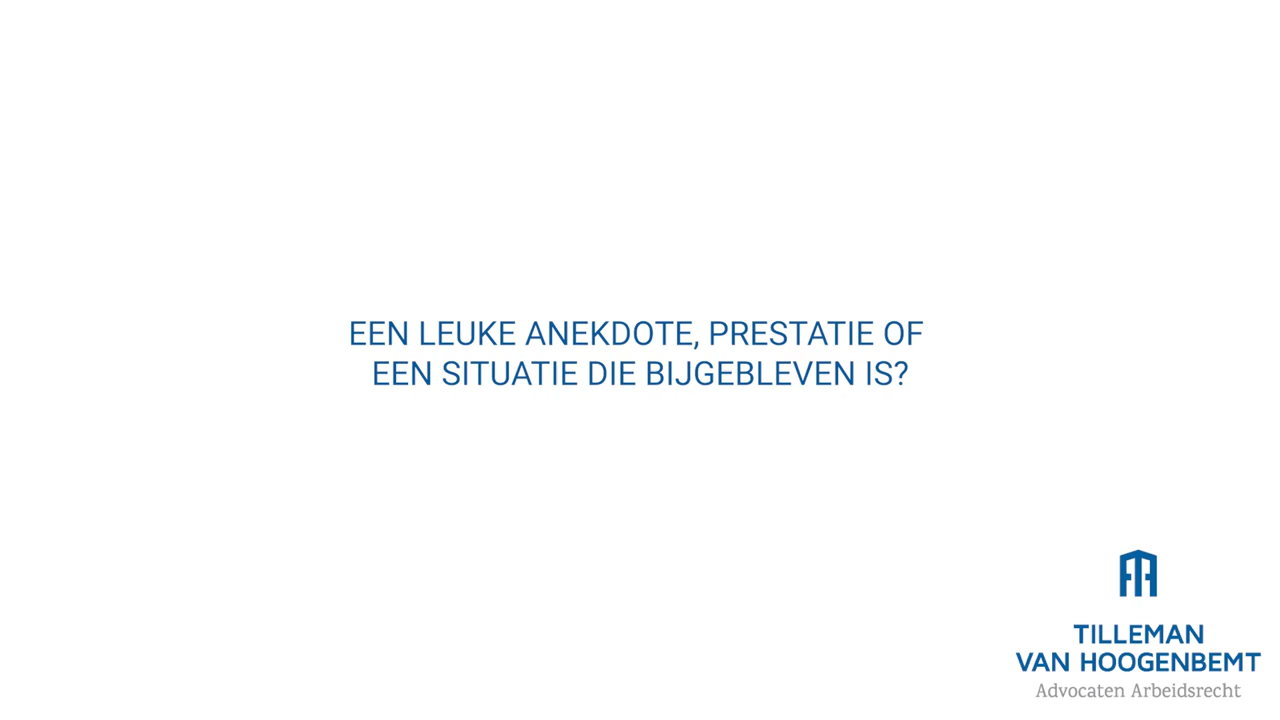 EEN LEUKE ANEKDOTE, PRESTATIE OF
EEN SITUATIE DIE BIJGEBLEVEN IS?
TILLEMAN
VAN HOOGENBEMT
Advocaten Arbeidsrecht